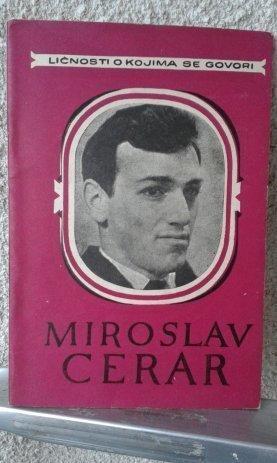 LIČNOSTI O KOJIMA SE GOVORI
MIROSLAV
CERAR